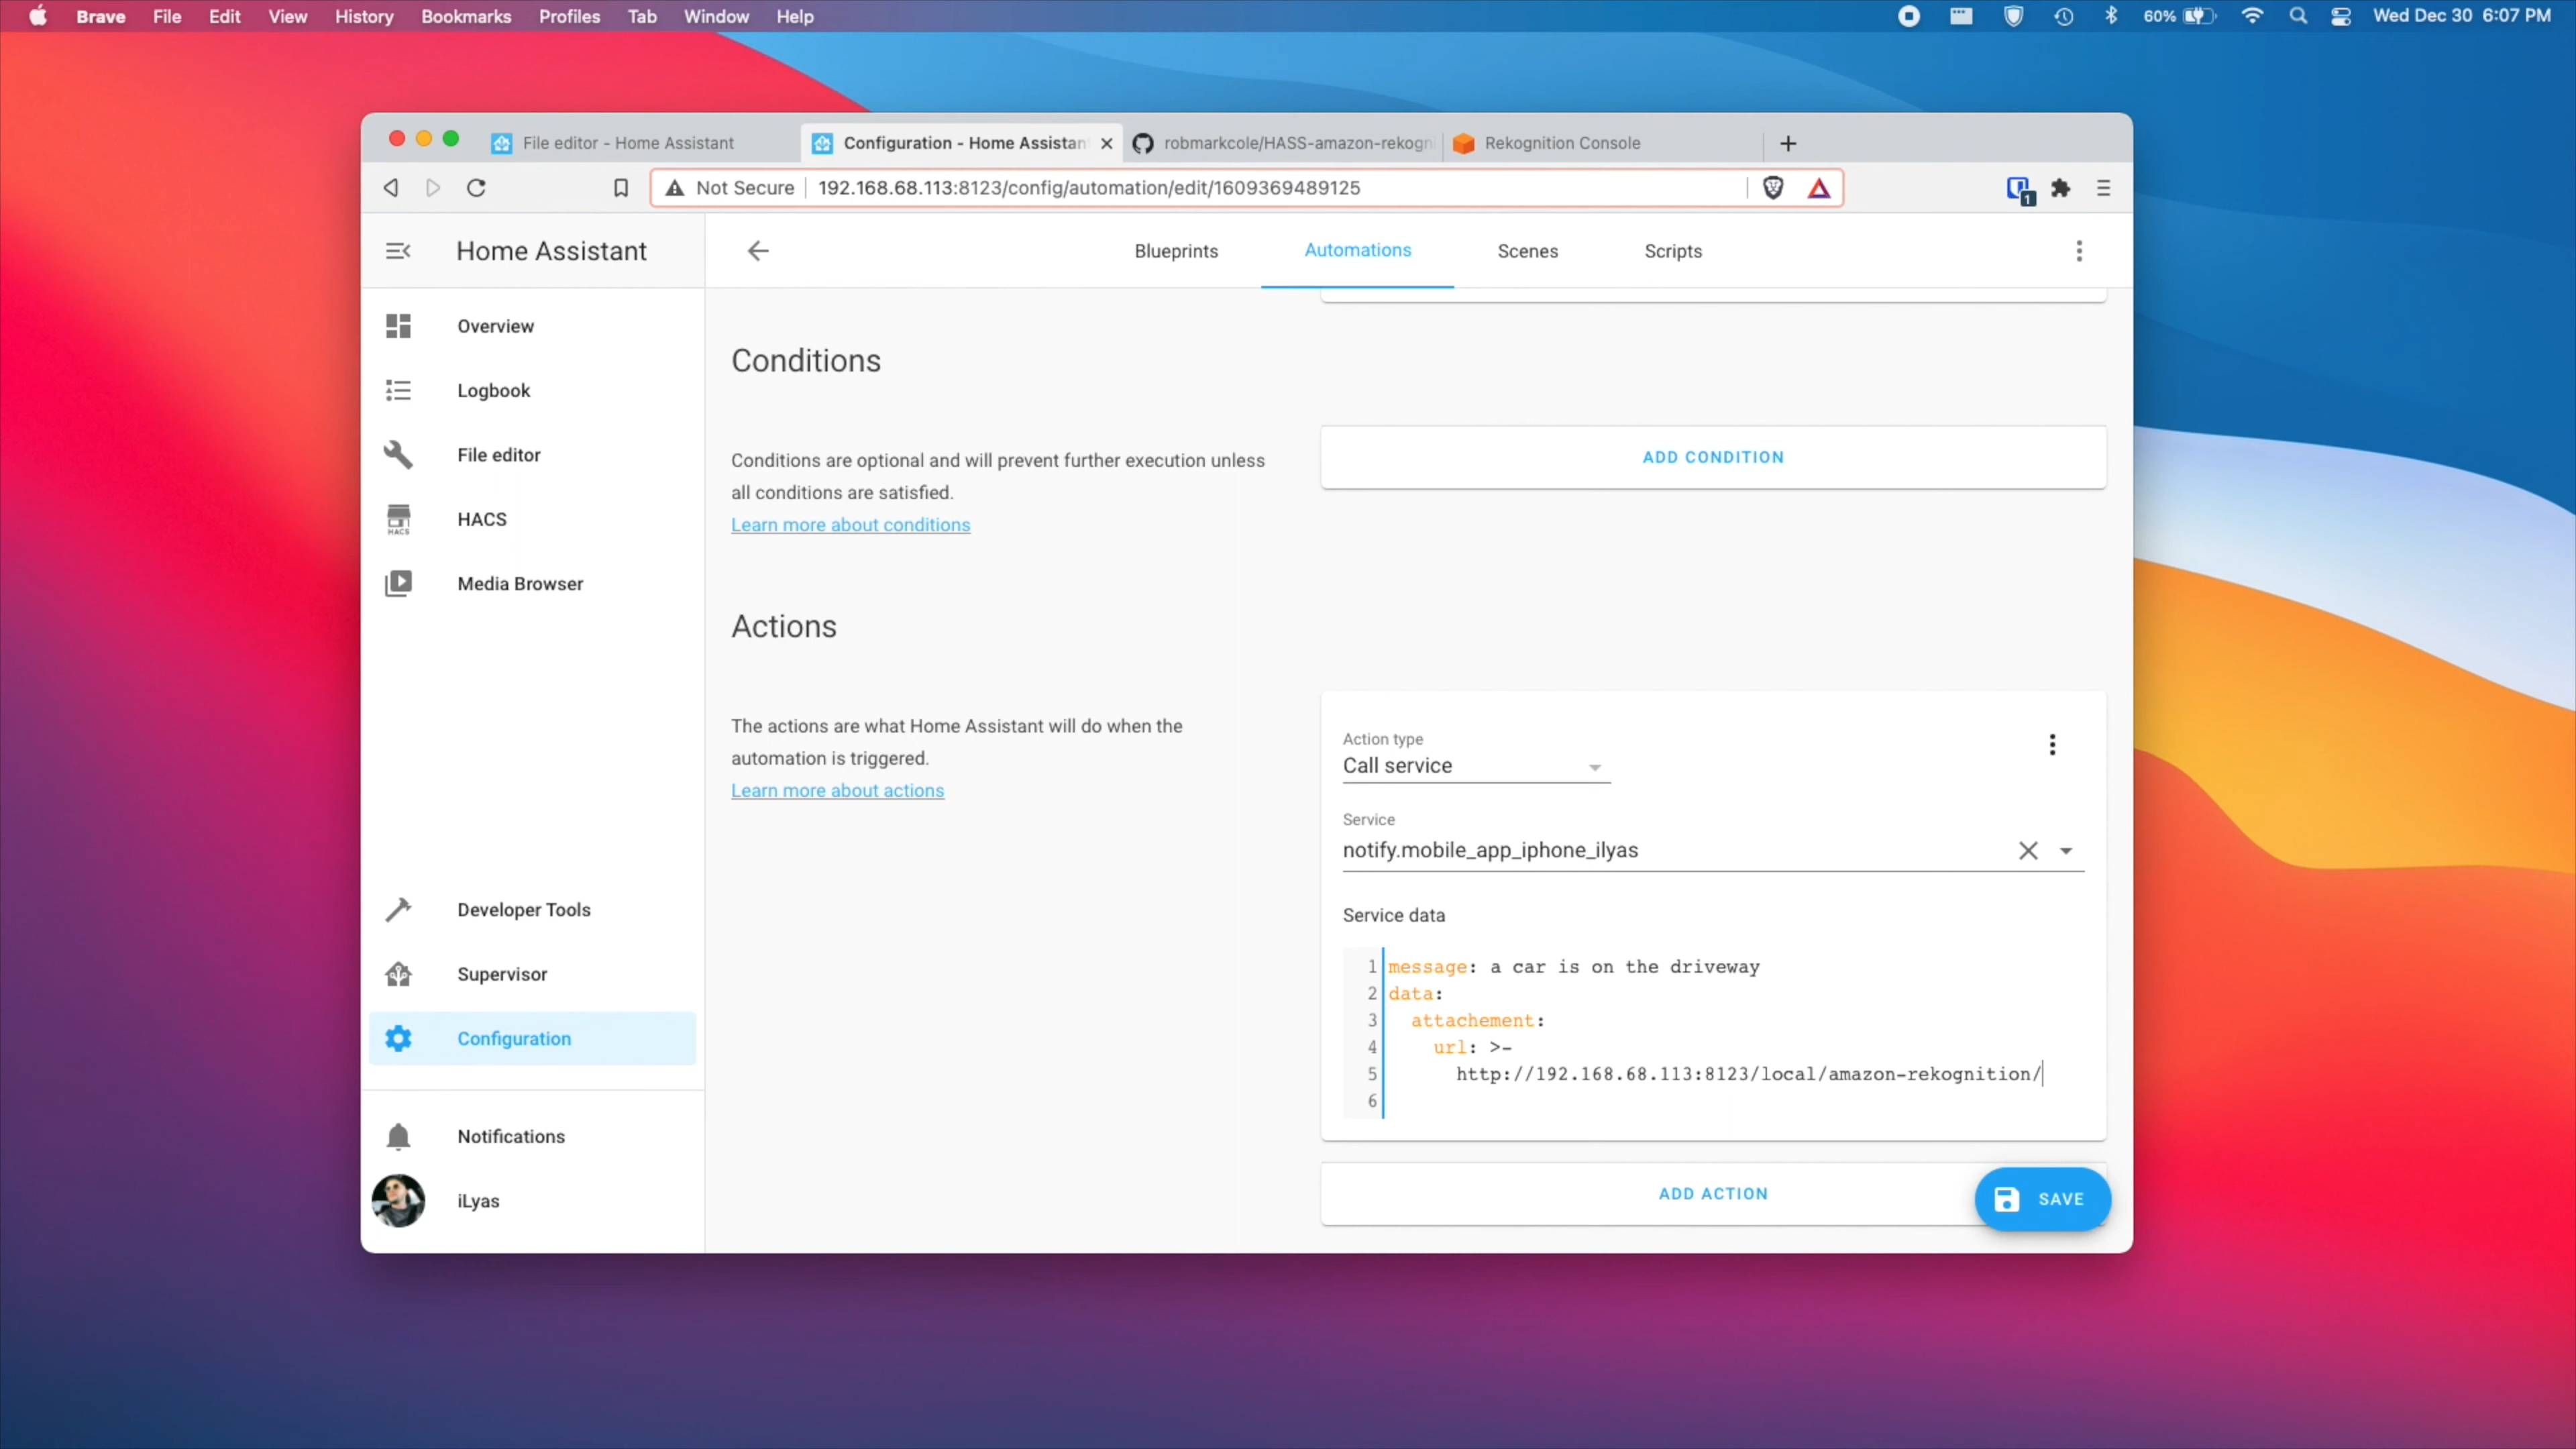 Brave File Edit View History Bookmarks Profiles Tab Window Help 60% Wed Dec 30 6:07 PM
File editor - Home Assistant Configuration - Home Assistan robmarkcole/HASS-amazon-rekogn Rekognition Console
Not Secure 192.168.68.113:8123/config/automation/edit/1609369489125 1
Home Assistant Blueprints Automations Scenes Scripts
Overview
Logbook
File editor
HACS HACS
Media Browser
Developer Tools
Supervisor
Configuration
Notifications
iLyas
Conditions
Conditions are optional and will prevent further execution unless
all conditions are satisfied.
Learn more about conditions
ADD CONDITION
Actions
The actions are what Home Assistant will do when the
automation is triggered.
Learn more about actions
Action type
Call service
Service
notify.mobile_app_iphone_ilyas
Service data
1 message: a car is on the driveway
2 data:
3 attachement:
4 url: >-
5 http://192.168.68.113:8123/local/amazon-rekognition/
6
ADD ACTION
SAVE